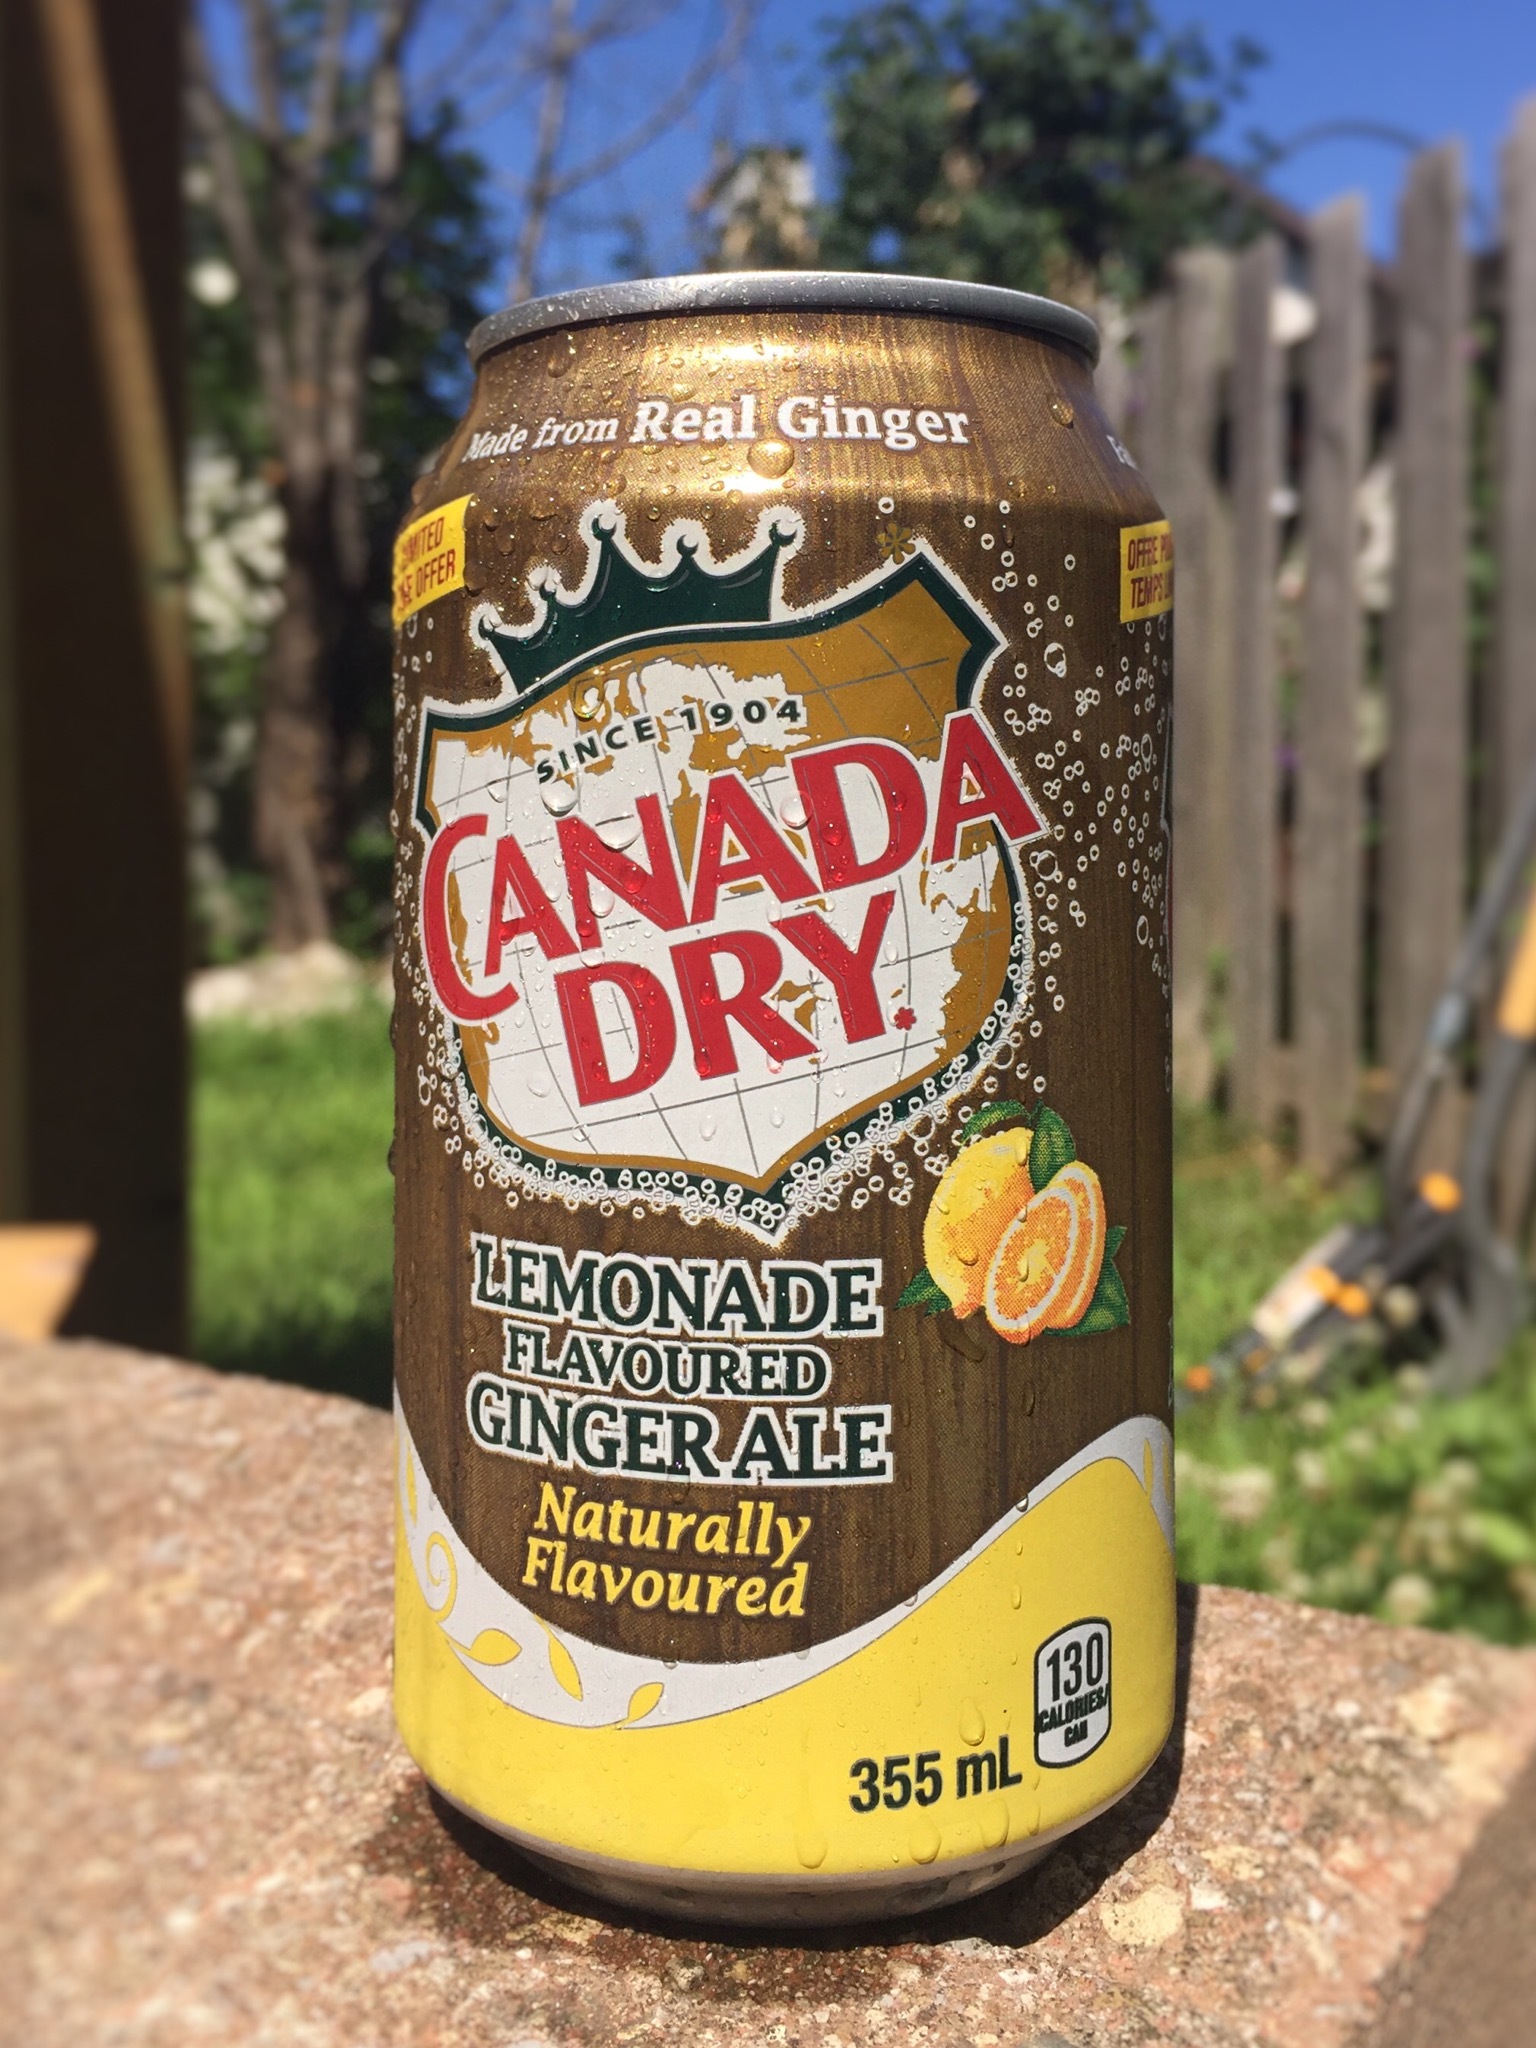 Made from Real Ginger
OFFER
OFFRE
TEMPS
SINCE 1904
CANADA
DRY
LEMONADE
FLAVOURED
GINGER ALE
Naturally
Flavoured
130
CALORIES/
CAN
355 mL